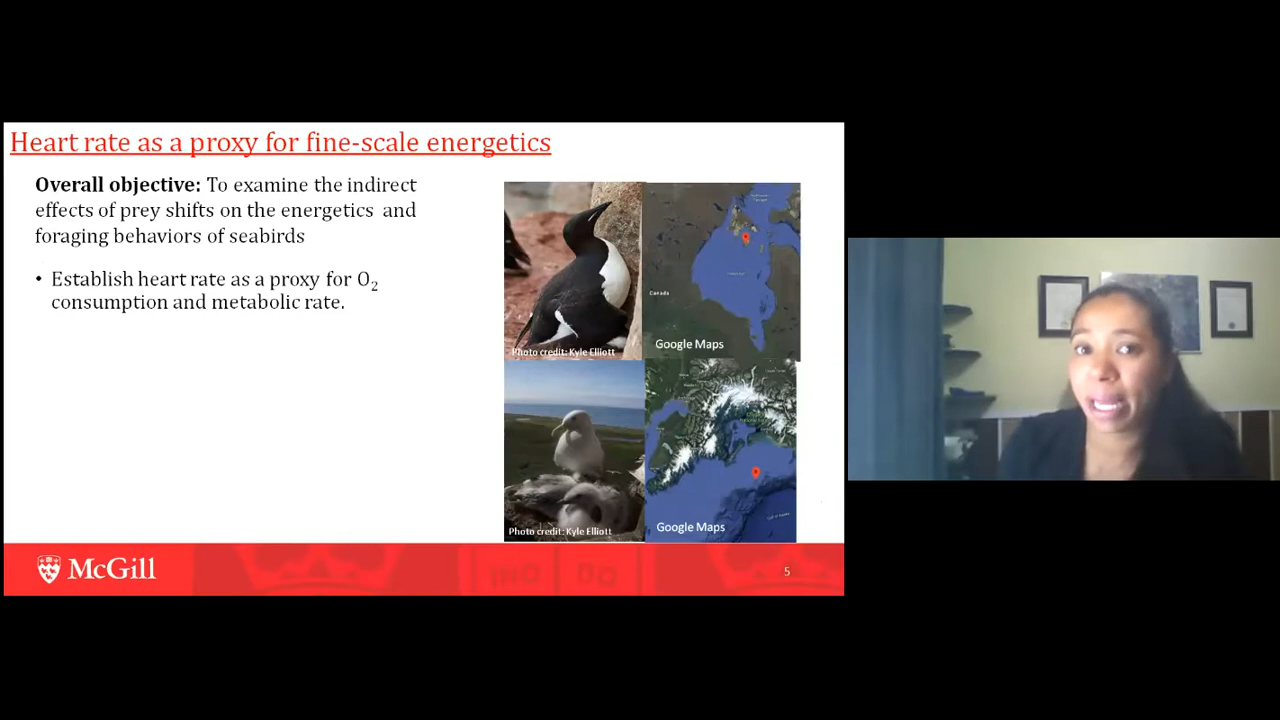 Heart rate as a proxy for fine-scale energetics
Overall objective: To examine the indirect
effects of prey shifts on the energetics and
foraging behaviors of seabirds
• Establish heart rate as a proxy for O₂
consumption and metabolic rate.
Photo credit: Kyle Elliott
Canada
Google Maps
Photo credit: Kyle Elliott
Google Maps
McGill
5